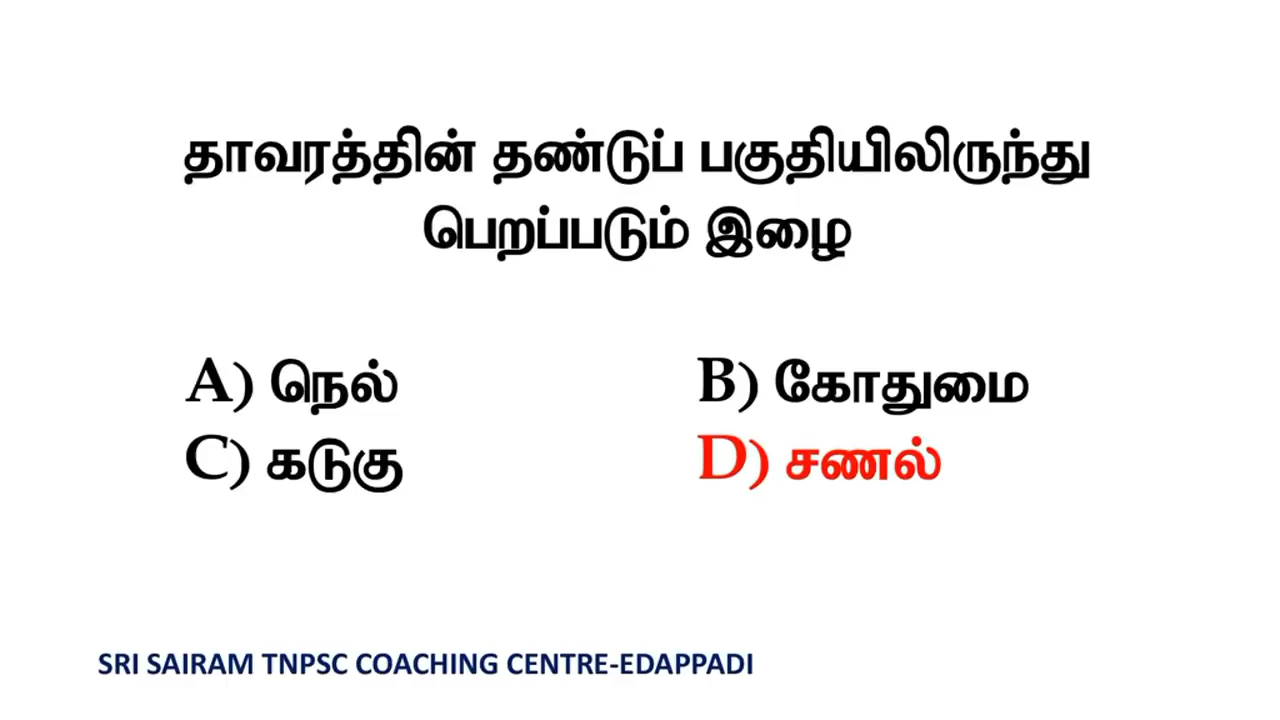 தாவரத்தின் தண்டுப் பகுதியிலிருந்து
பெறப்படும் இழை
A) நெல் B) கோதுமை
C) கடுகு D) சணல்
SRI SAIRAM TNPSC COACHING CENTRE-EDAPPADI